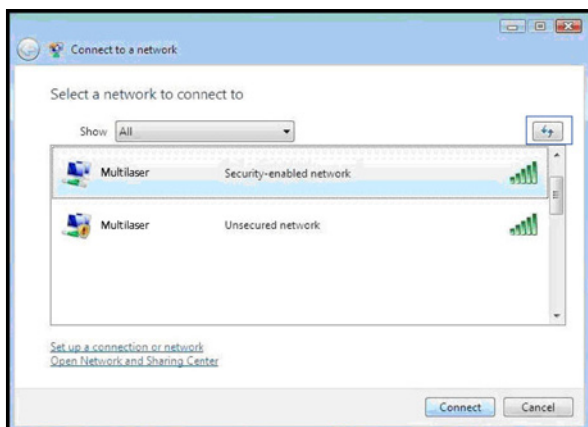 Connect to a network
Select a network to connect to
Show All
Multilaser Security-enabled network
Multilaser Unsecured network
Set up a connection or network
Open Network and Sharing Center
Connect Cancel